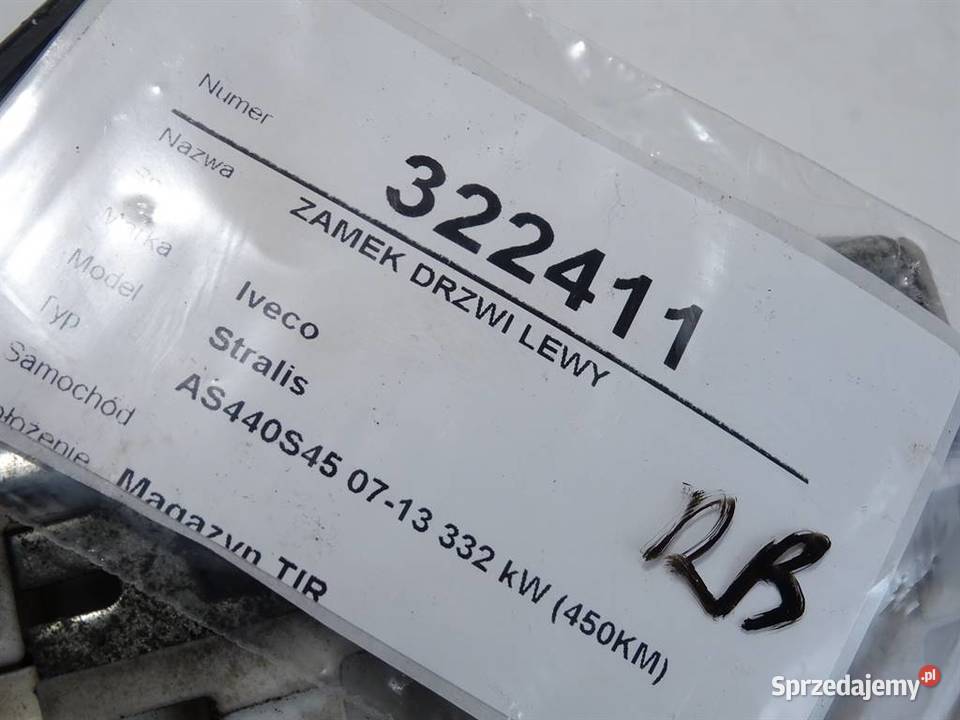 Numer 322411
Nazwa ZAMEK DRZWI LEWY
Marka Iveco
Model Stralis
Typ AS440S45 07-13 332 kW (450KM)
Samochód
Magazyn TIR
Sprzedajemy.pl